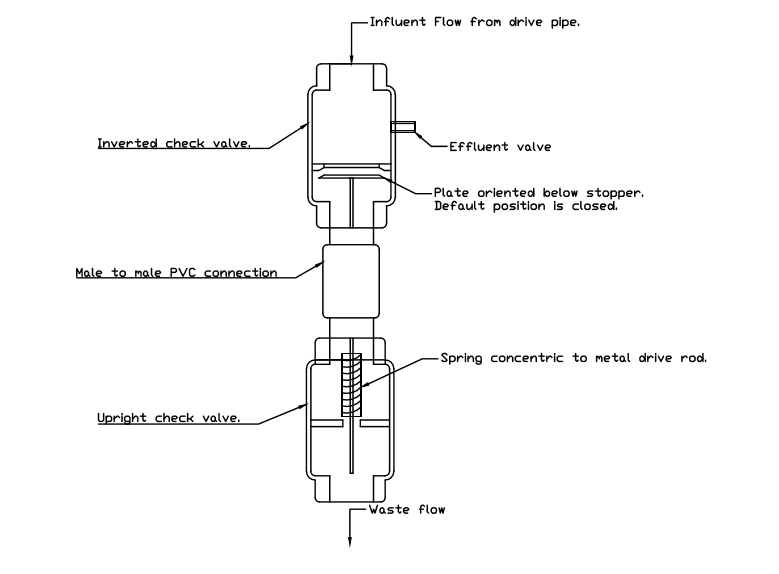 Influent Flow from drive pipe.
Inverted check valve.
Effluent valve
Plate oriented below stopper.
Default position is closed.
Male to male PVC connection
Spring concentric to metal drive rod.
Upright check valve.
Waste flow